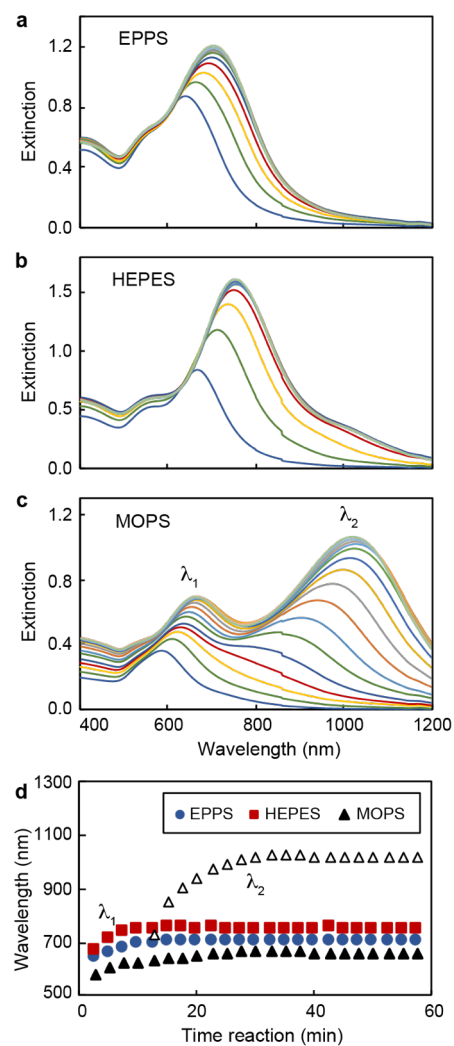 a
EPPS
1.2
0.8
0.4
0.0
Extinction
b
HEPES
1.5
1.0
0.5
0.0
Extinction
c
MOPS
λ1
λ2
1.2
0.8
0.4
0.0
Extinction
400 600 800 1000 1200
Wavelength (nm)
d
1300
1100
900
700
500
Wavelength (nm)
EPPS HEPES MOPS
λ1
λ2
0 20 40 60
Time reaction (min)